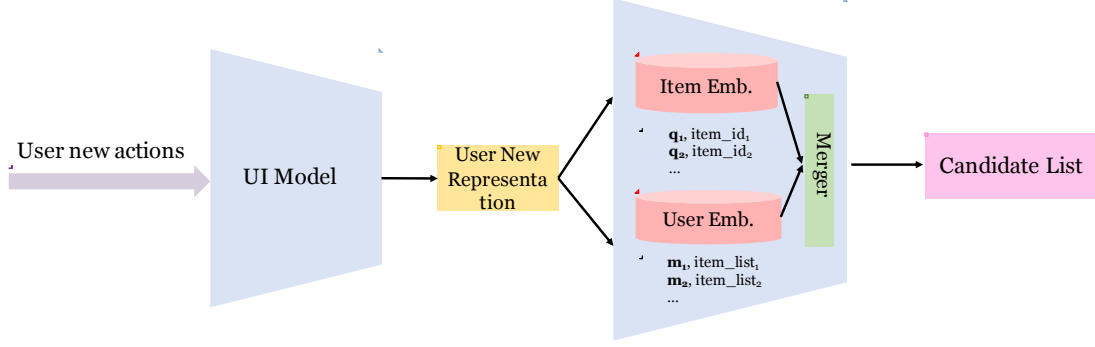 User new actions
UI Model
User New
Representa
tion
Item Emb.
q₁, item_id₁
q₂, item_id₂
...
User Emb.
m₁, item_list₁
m₂, item_list₂
...
Merger
Candidate List